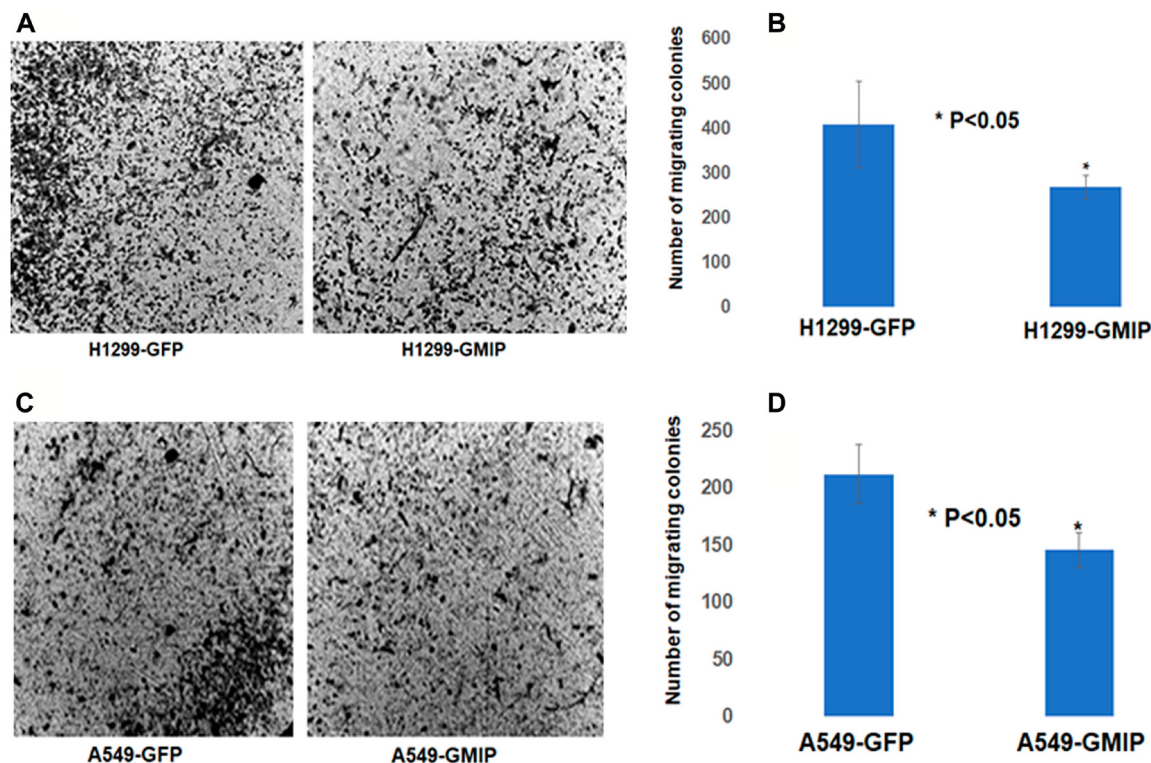 A
H1299-GFP
H1299-GMIP
B
Number of migrating colonies
600
500
400
300
200
100
0
* P<0.05
*
H1299-GFP
H1299-GMIP
C
A549-GFP
A549-GMIP
D
Number of migrating colonies
250
200
150
100
50
0
* P<0.05
*
A549-GFP
A549-GMIP